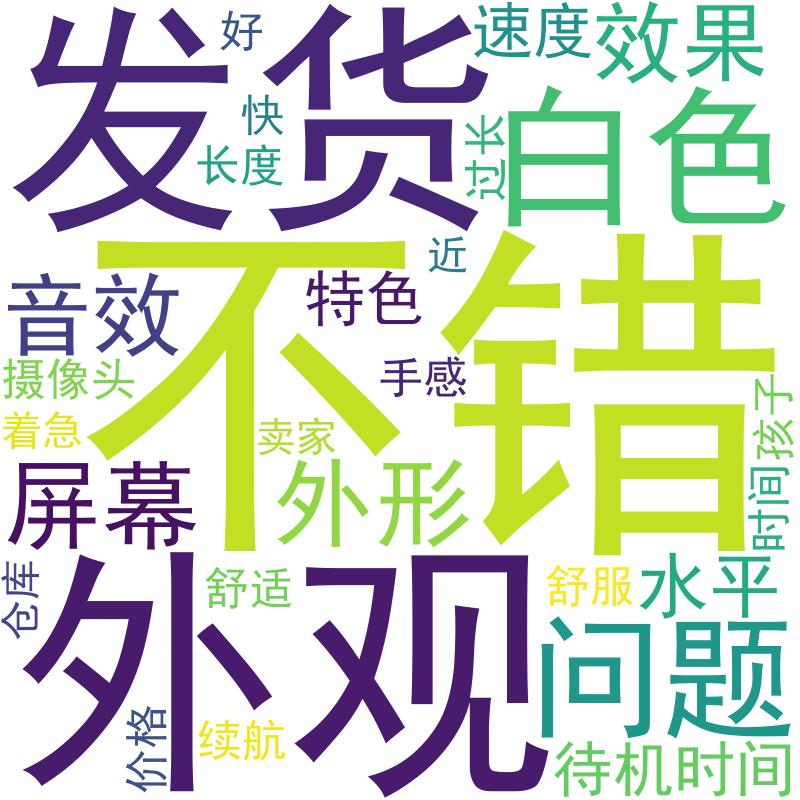 发货
好
速度
效果
快
长度
过长
白色
不错
近
音效
特色
摄像头
手感
着急
卖家
孩子
屏幕
外形
时间
外观
仓库
舒适
舒服
水平
问题
价格
续航
待机时间